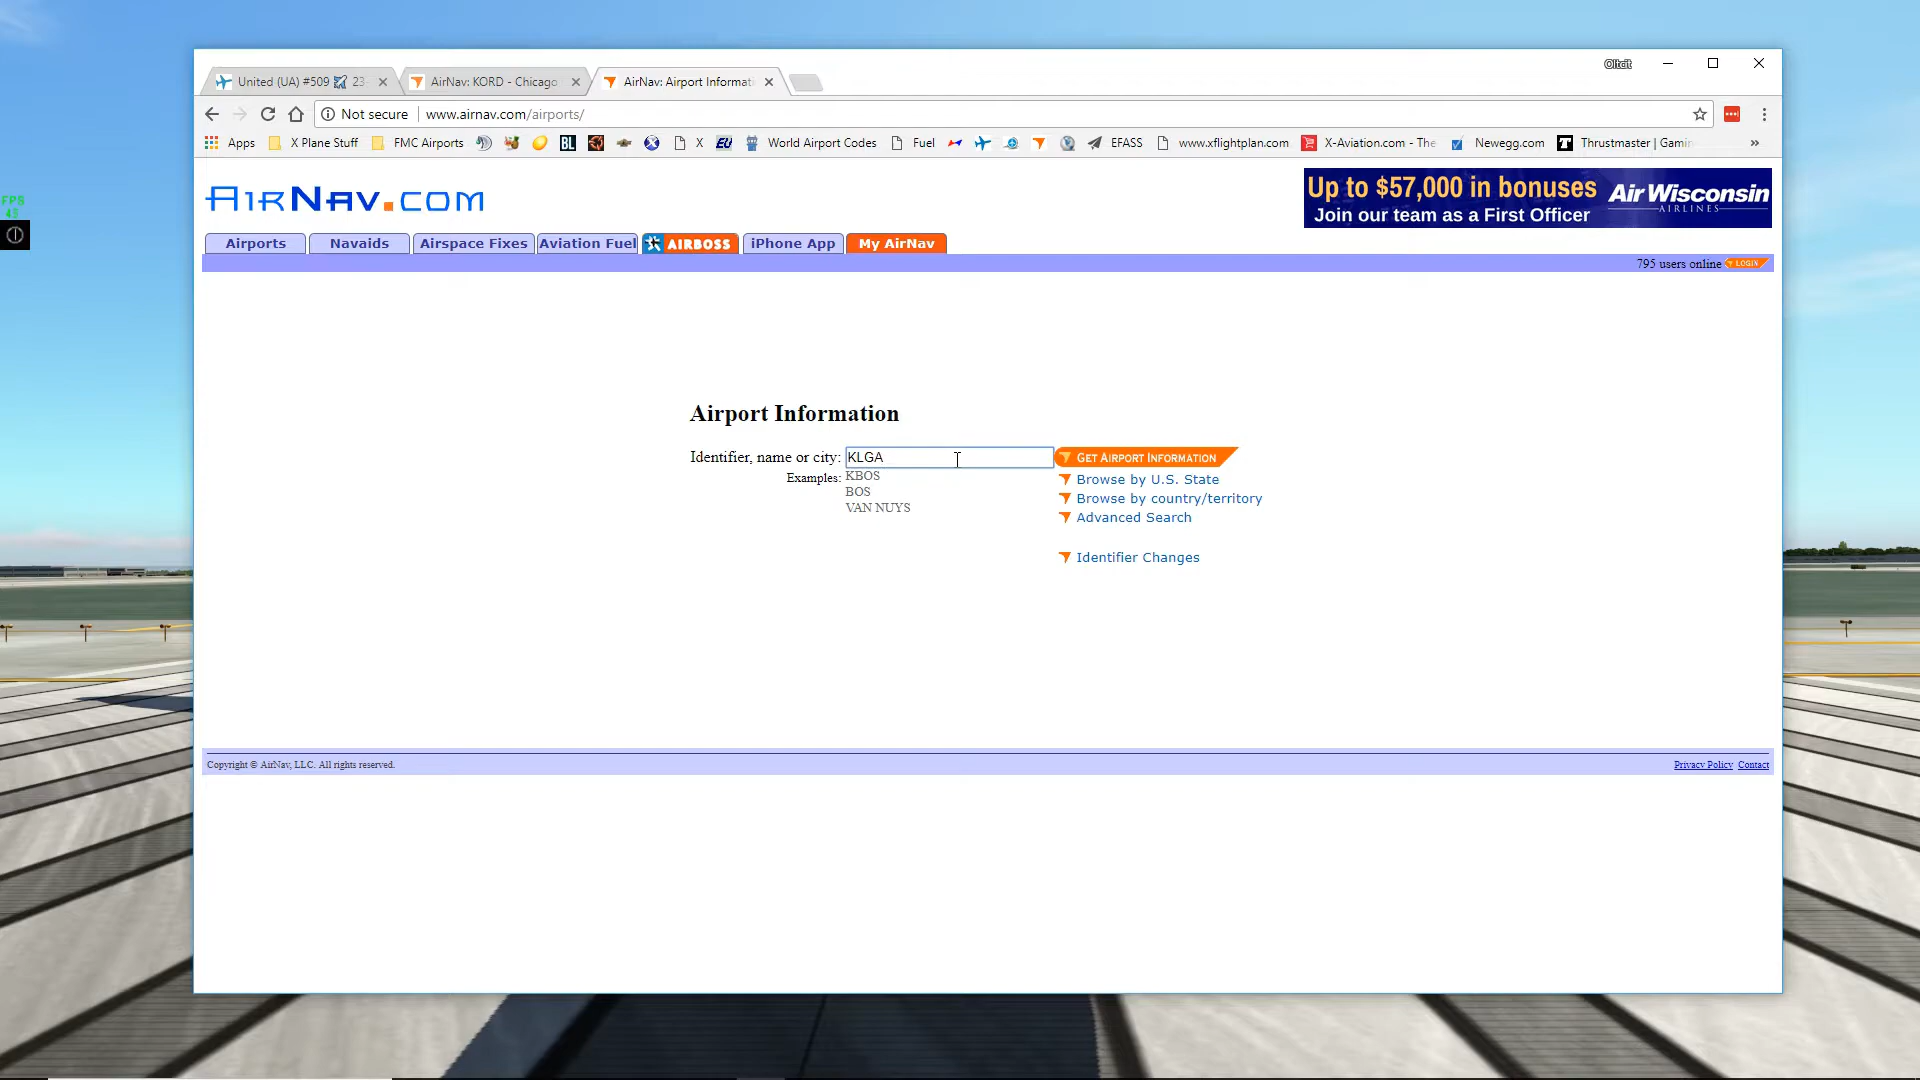 United (UA) #509 23-
AirNav: KORD - Chicago
AirNav: Airport Informati
Not secure www.airnav.com/airports/
Apps X Plane Stuff FMC Airports BL X EU World Airport Codes Fuel EFASS www.xflightplan.com X-Aviation.com - The Newegg.com T Thrustmaster | Gamin »
FPS
AIRNAV.COM
Up to $57,000 in bonuses
Join our team as a First Officer
Air Wisconsin
AIRLINES
Airports Navaids Airspace Fixes Aviation Fuel AIRBOSS iPhone App My AirNav
795 users online LOGIN
Airport Information
Identifier, name or city: KLGA GET AIRPORT INFORMATION
Examples: KBOS
BOS
VAN NUYS
Browse by U.S. State
Browse by country/territory
Advanced Search
Identifier Changes
Copyright © AirNav, LLC. All rights reserved. Privacy Policy Contact